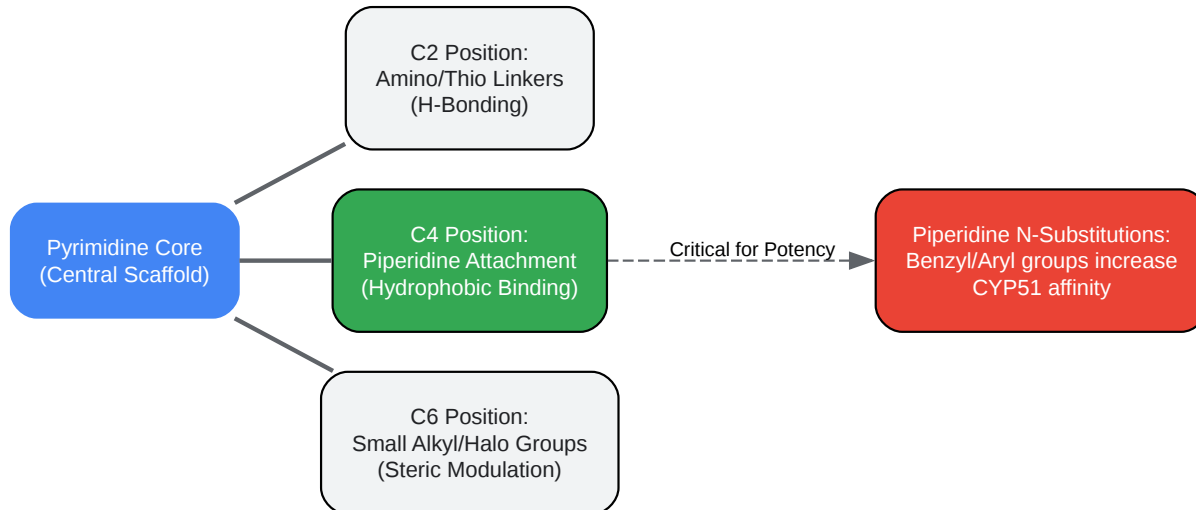 C2 Position:
Amino/Thio Linkers
(H-Bonding)
Pyrimidine Core
(Central Scaffold)
C4 Position:
Piperidine Attachment
(Hydrophobic Binding)
Critical for Potency
Piperidine N-Substitutions:
Benzyl/Aryl groups increase
CYP51 affinity
C6 Position:
Small Alkyl/Halo Groups
(Steric Modulation)